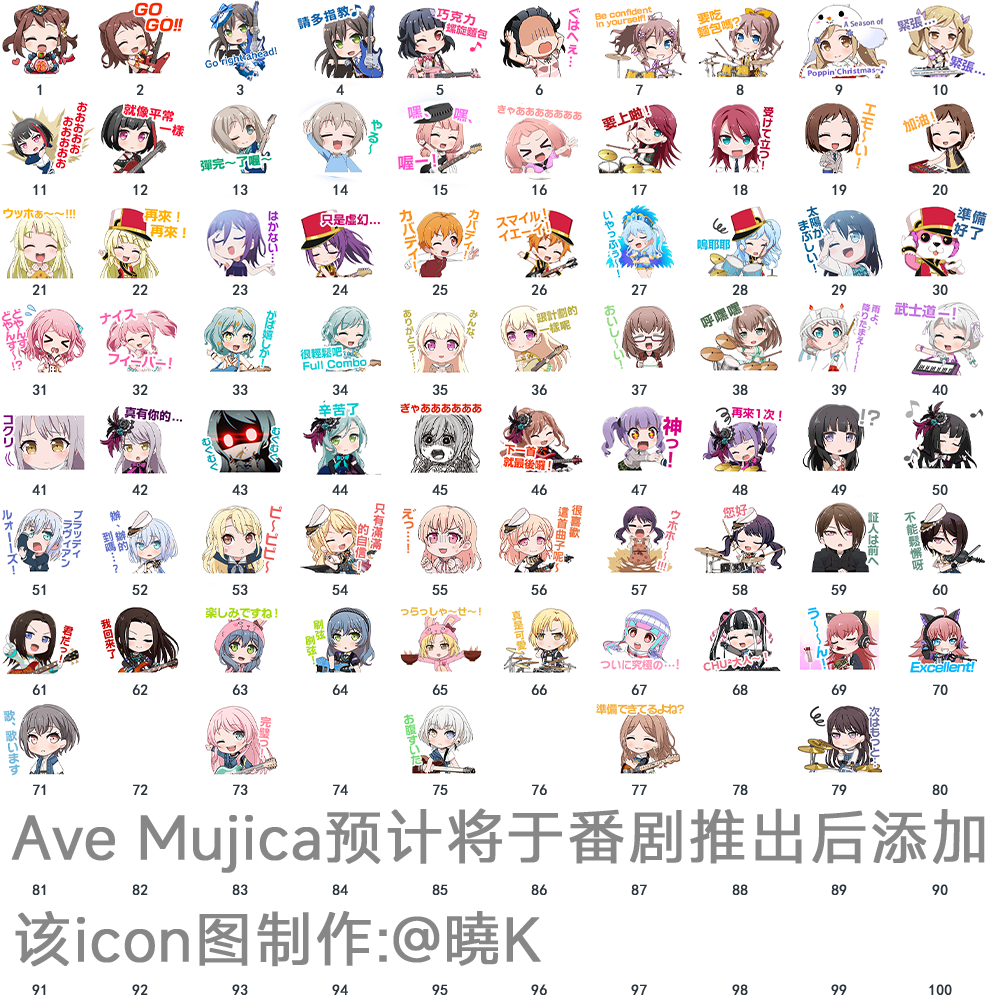 GO GO!!
Go right ahead!
請多指教♪
巧克力
螺旋麵包♪
ぐはへぇ…
Be confident
in yourself!
要吃
麵包嗎?
A Season of
Poppin'Christmas~♪
緊張…
緊張…
1 2 3 4 5 6 7 8 9 10
おおおお
おおおおお
就像平常
一樣
彈完～了喔～
やる～
嘿、嘿、
喔ー!
きゃああああああ
要上啦!
受けて立つ!
エモーい!
加油!
11 12 13 14 15 16 17 18 19 20
ウッホぁ～～!!!
再來!
再來!
はかない…
只是虛幻…
カバディ!
カバディ!
スマイル!
イエーイ!
いやっふぅ～!
嗚耶耶
太陽が
まぶしい!
準備
好了
21 22 23 24 25 26 27 28 29 30
どやんす～
どやんす～!?
ナイス
フィーバー!
がば嬉しか～!
很輕鬆吧
Full Combo
みんな、
ありがとう…!
跟計劃的
一樣呢
おいしーい!
呼嘿嘿
雨よ、
降りたまえ～～!
武士道ー!
31 32 33 34 35 36 37 38 39 40
コクリ
真有你的…
むぐむぐ
むぐむぐ
辛苦了
ぎゃああああああ
下一首
就最後囉!
神っ!
再來1次!
!?
41 42 43 44 45 46 47 48 49 50
ブラッディ
ラヴィアン
ルォーーズ!
辦、辦的
到嗎…?
ビ～ビビ～
只有滿滿
的自信!
えっ…!
很喜歡
這首曲子呢～
ウホホ～～!!!
您好
証人は前へ
不能鬆懈呀
51 52 53 54 55 56 57 58 59 60
君だっ!
我回來了
楽しみですね!
刷弦!
刷弦!
っらっしゃ～せ～!
真是可愛
ついに究極の…!
CHU²大人ー!
うーーん!
Excellent!
61 62 63 64 65 66 67 68 69 70
歌、歌います
完璧っ!
お腹すいた
準備できてるよね?
次はもっと…
71 72 73 74 75 76 77 78 79 80
Ave Mujica预计将于番剧推出后添加
81 82 83 84 85 86 87 88 89 90
该icon图制作:@曉K
91 92 93 94 95 96 97 98 99 100